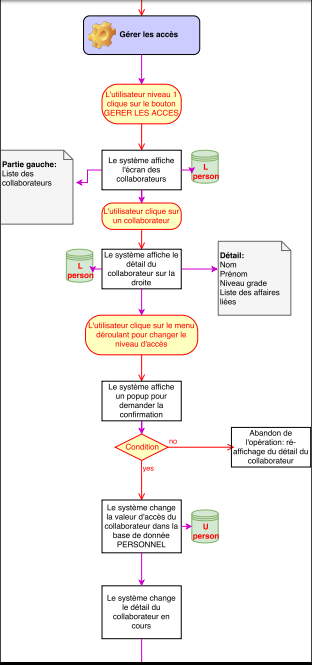 Gérer les accès
L'utilisateur niveau 1
clique sur le bouton
GERER LES ACCES
Partie gauche:
Liste des
collaborateurs
Le système affiche
l'écran des
collaborateurs
L
person
L'utilisateur clique sur
un collaborateur
L
person
Le système affiche le
détail du
collaborateur sur la
droite
Détail:
Nom
Prénom
Niveau grade
Liste des affaires
liées
L'utilisateur clique sur le menu
déroulant pour changer le
niveau d'accès
Le système affiche
un popup pour
demander la
confirmation
Condition
no
Abandon de
l'opération: ré-
affichage du détail du
collaborateur
yes
Le système change
la valeur d'accès du
collaborateur dans la
base de donnée
PERSONNEL
U
person
Le système change
le détail du
collaborateur en
cours